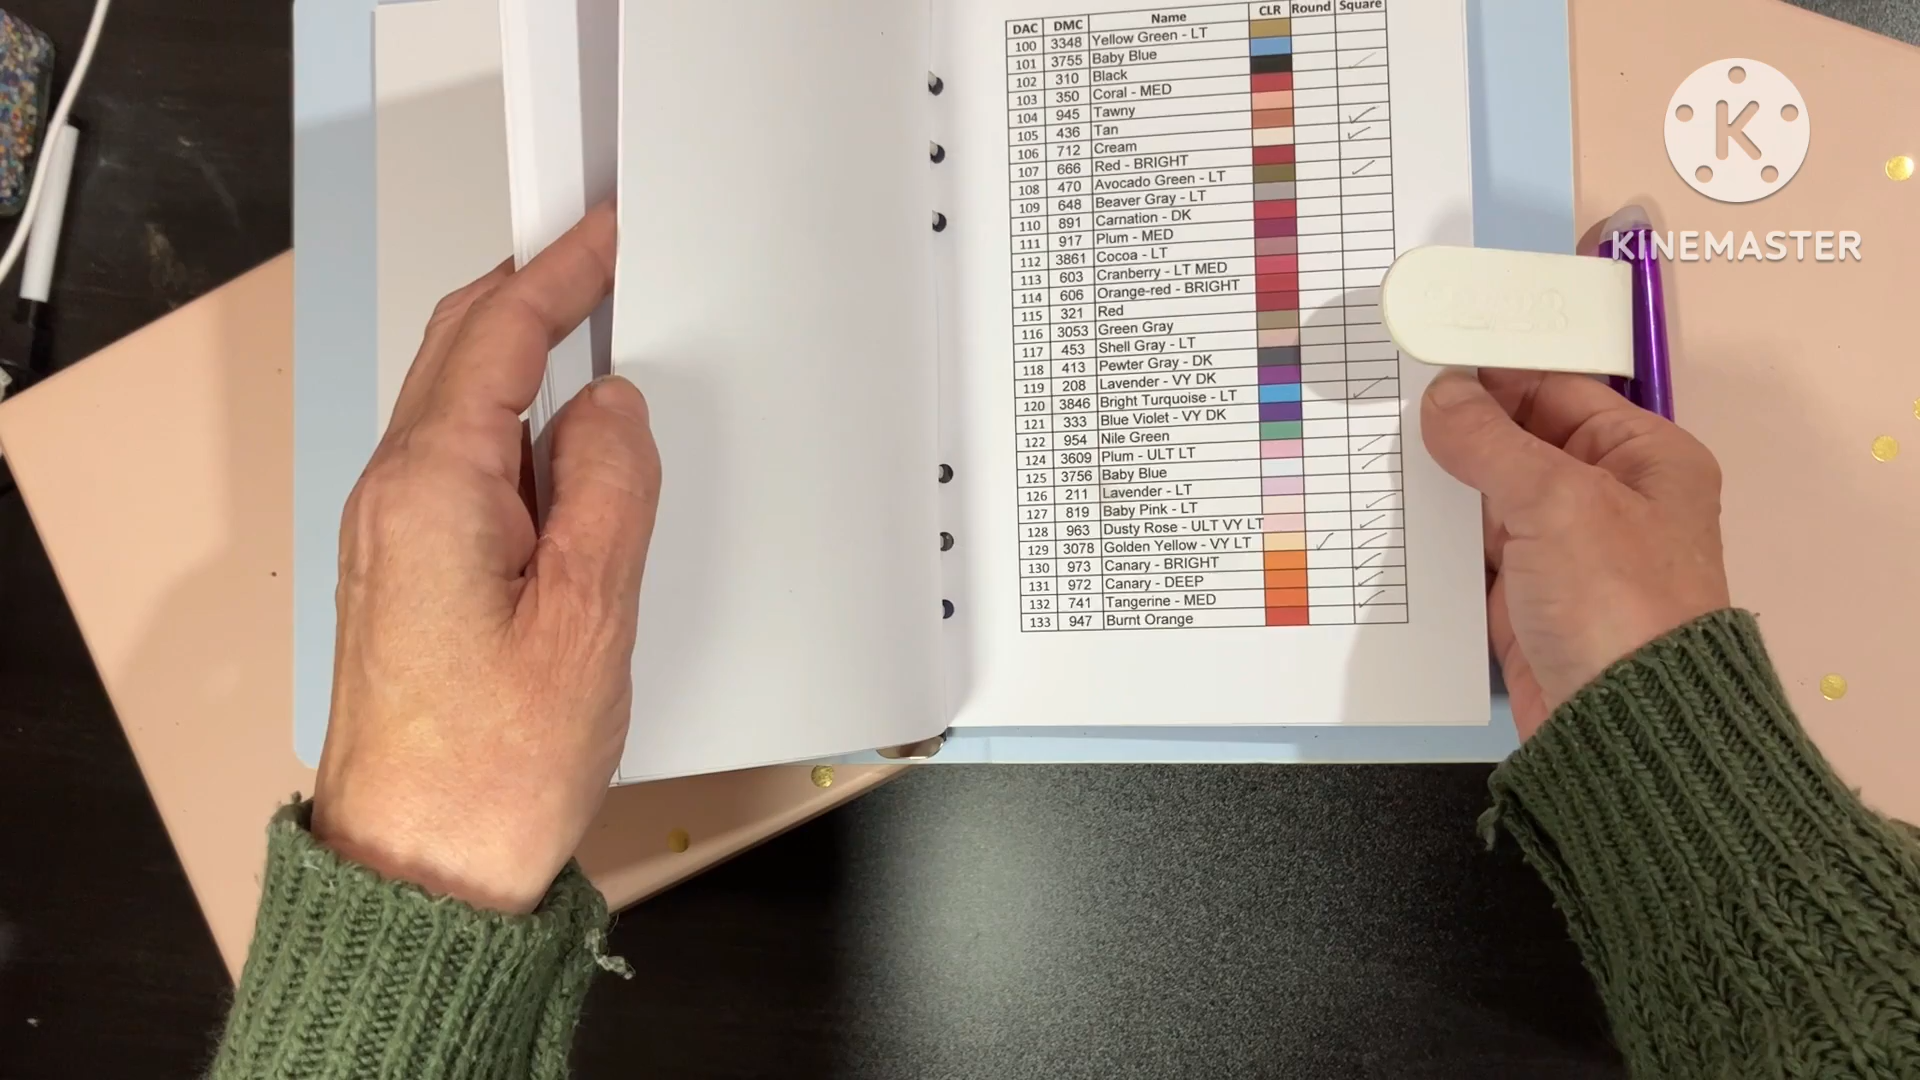 DAC DMC Name CLR Round Square
100 3348 Yellow Green - LT
101 3755 Baby Blue
102 310 Black
103 350 Coral - MED
104 945 Tawny
105 436 Tan
106 712 Cream
107 666 Red - BRIGHT
108 470 Avocado Green - LT
109 648 Beaver Gray - LT
110 891 Carnation - DK
111 917 Plum - MED
112 3861 Cocoa - LT
113 603 Cranberry - LT MED
114 606 Orange-red - BRIGHT
115 321 Red
116 3053 Green Gray
117 453 Shell Gray - LT
118 413 Pewter Gray - DK
119 208 Lavender - VY DK
120 3846 Bright Turquoise - LT
121 333 Blue Violet - VY DK
122 954 Nile Green
124 3609 Plum - ULT LT
125 3756 Baby Blue
126 211 Lavender - LT
127 819 Baby Pink - LT
128 963 Dusty Rose - ULT VY LT
129 3078 Golden Yellow - VY LT
130 973 Canary - BRIGHT
131 972 Canary - DEEP
132 741 Tangerine - MED
133 947 Burnt Orange
K
KINEMASTER